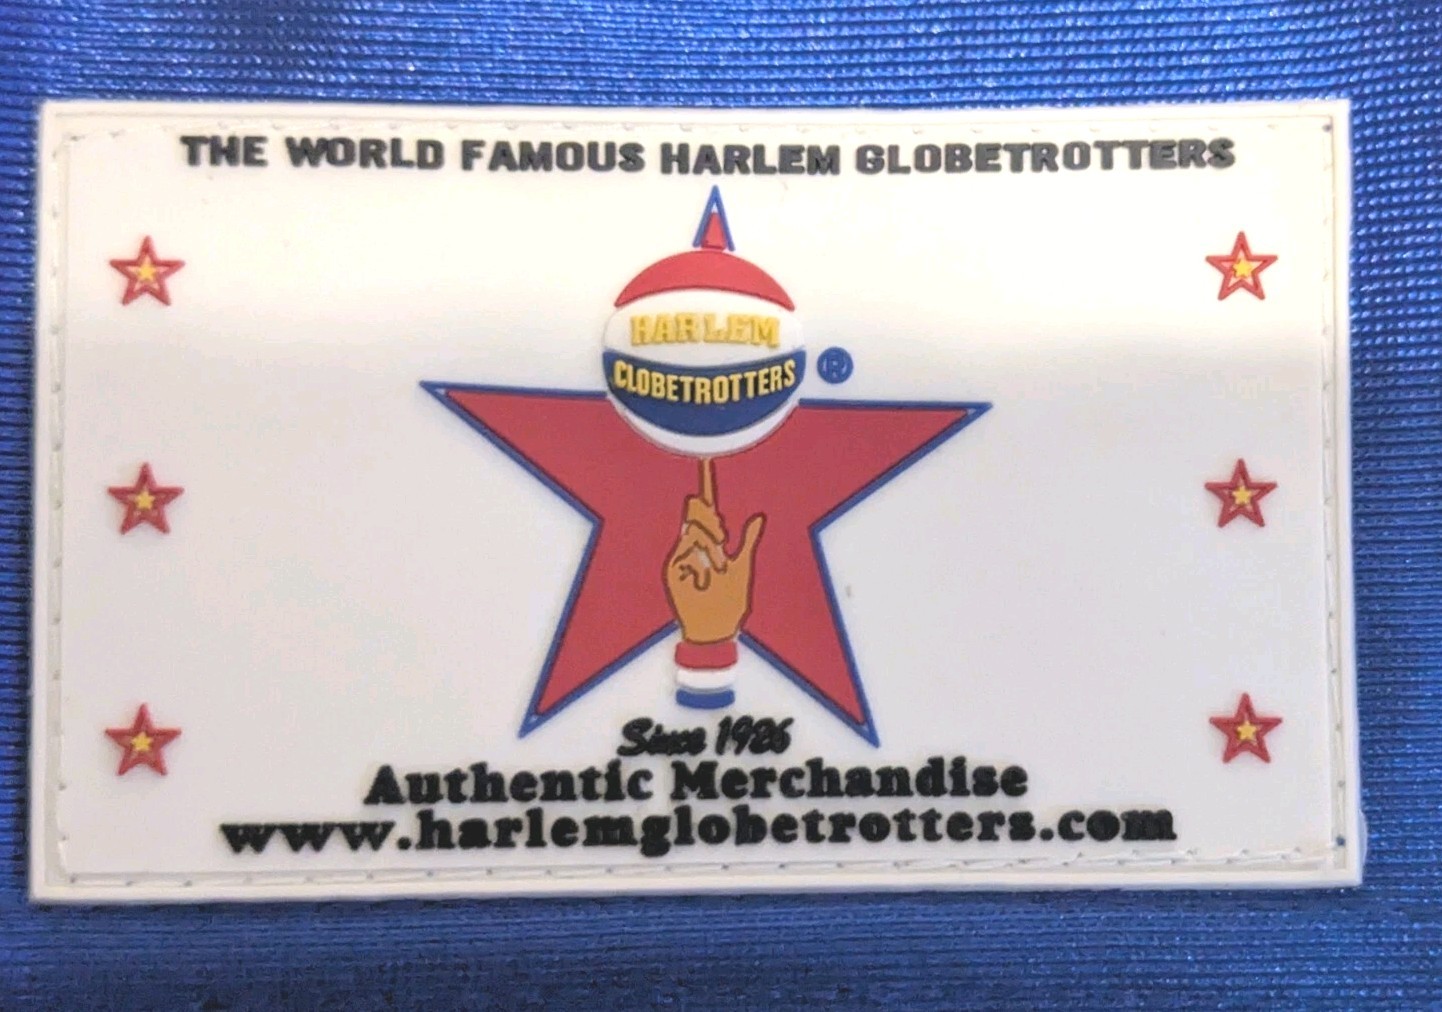 THE WORLD FAMOUS HARLEM GLOBETROTTERS
HARLEM
GLOBETROTTERS
®
Since 1926
Authentic Merchandise
www.harlemglobetrotters.com